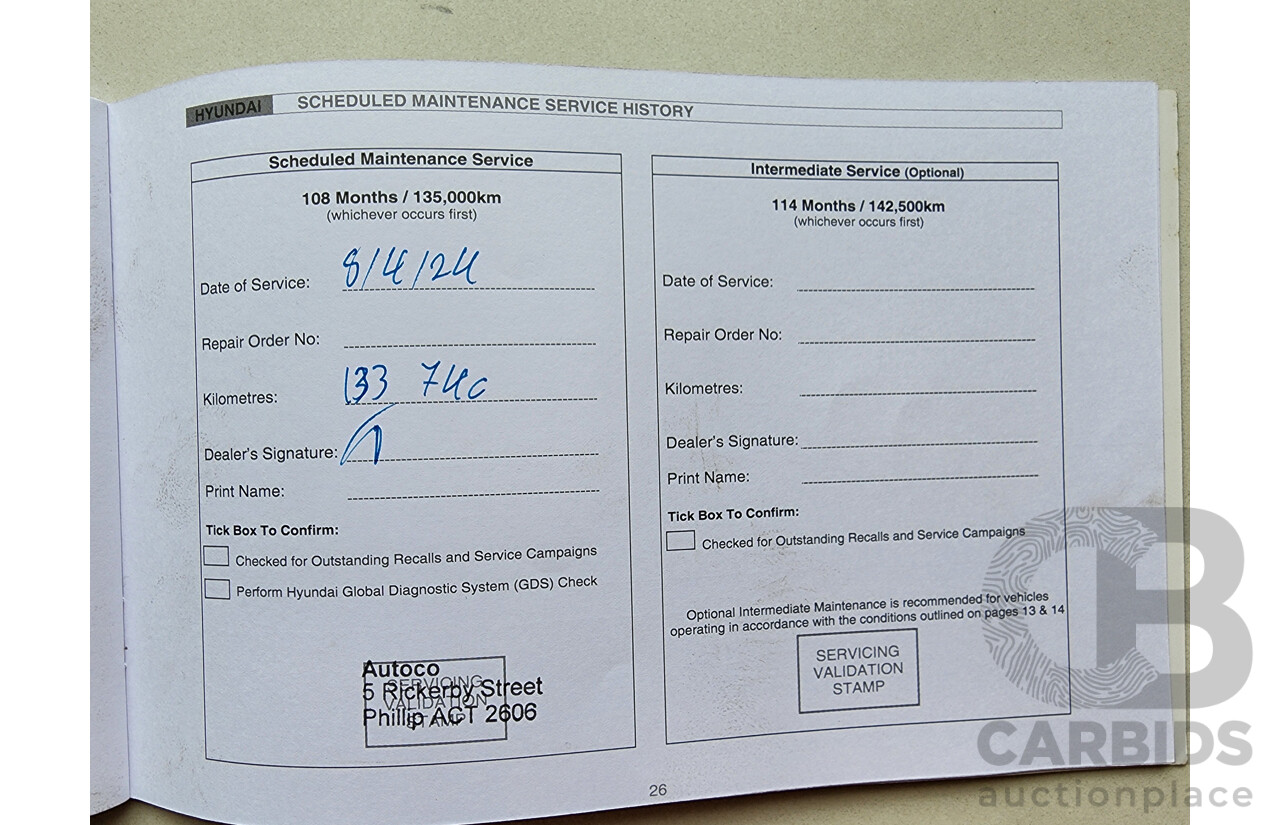 HYUNDAI SCHEDULED MAINTENANCE SERVICE HISTORY
Scheduled Maintenance Service
108 Months / 135,000km
(whichever occurs first)
Date of Service: 8/4/24
Repair Order No:
Kilometres: 133 740
Dealer's Signature:
Print Name:
Tick Box To Confirm:
Checked for Outstanding Recalls and Service Campaigns
Perform Hyundai Global Diagnostic System (GDS) Check
SERVICING
VALIDATION
STAMP
Autoco
5 Rickerby Street
Phillip ACT 2606
Intermediate Service (Optional)
114 Months / 142,500km
(whichever occurs first)
Date of Service:
Repair Order No:
Kilometres:
Dealer's Signature:
Print Name:
Tick Box To Confirm:
Checked for Outstanding Recalls and Service Campaigns
Optional Intermediate Maintenance is recommended for vehicles
operating in accordance with the conditions outlined on pages 13 & 14
SERVICING
VALIDATION
STAMP
26
CB
CARBIDS
auctionplace